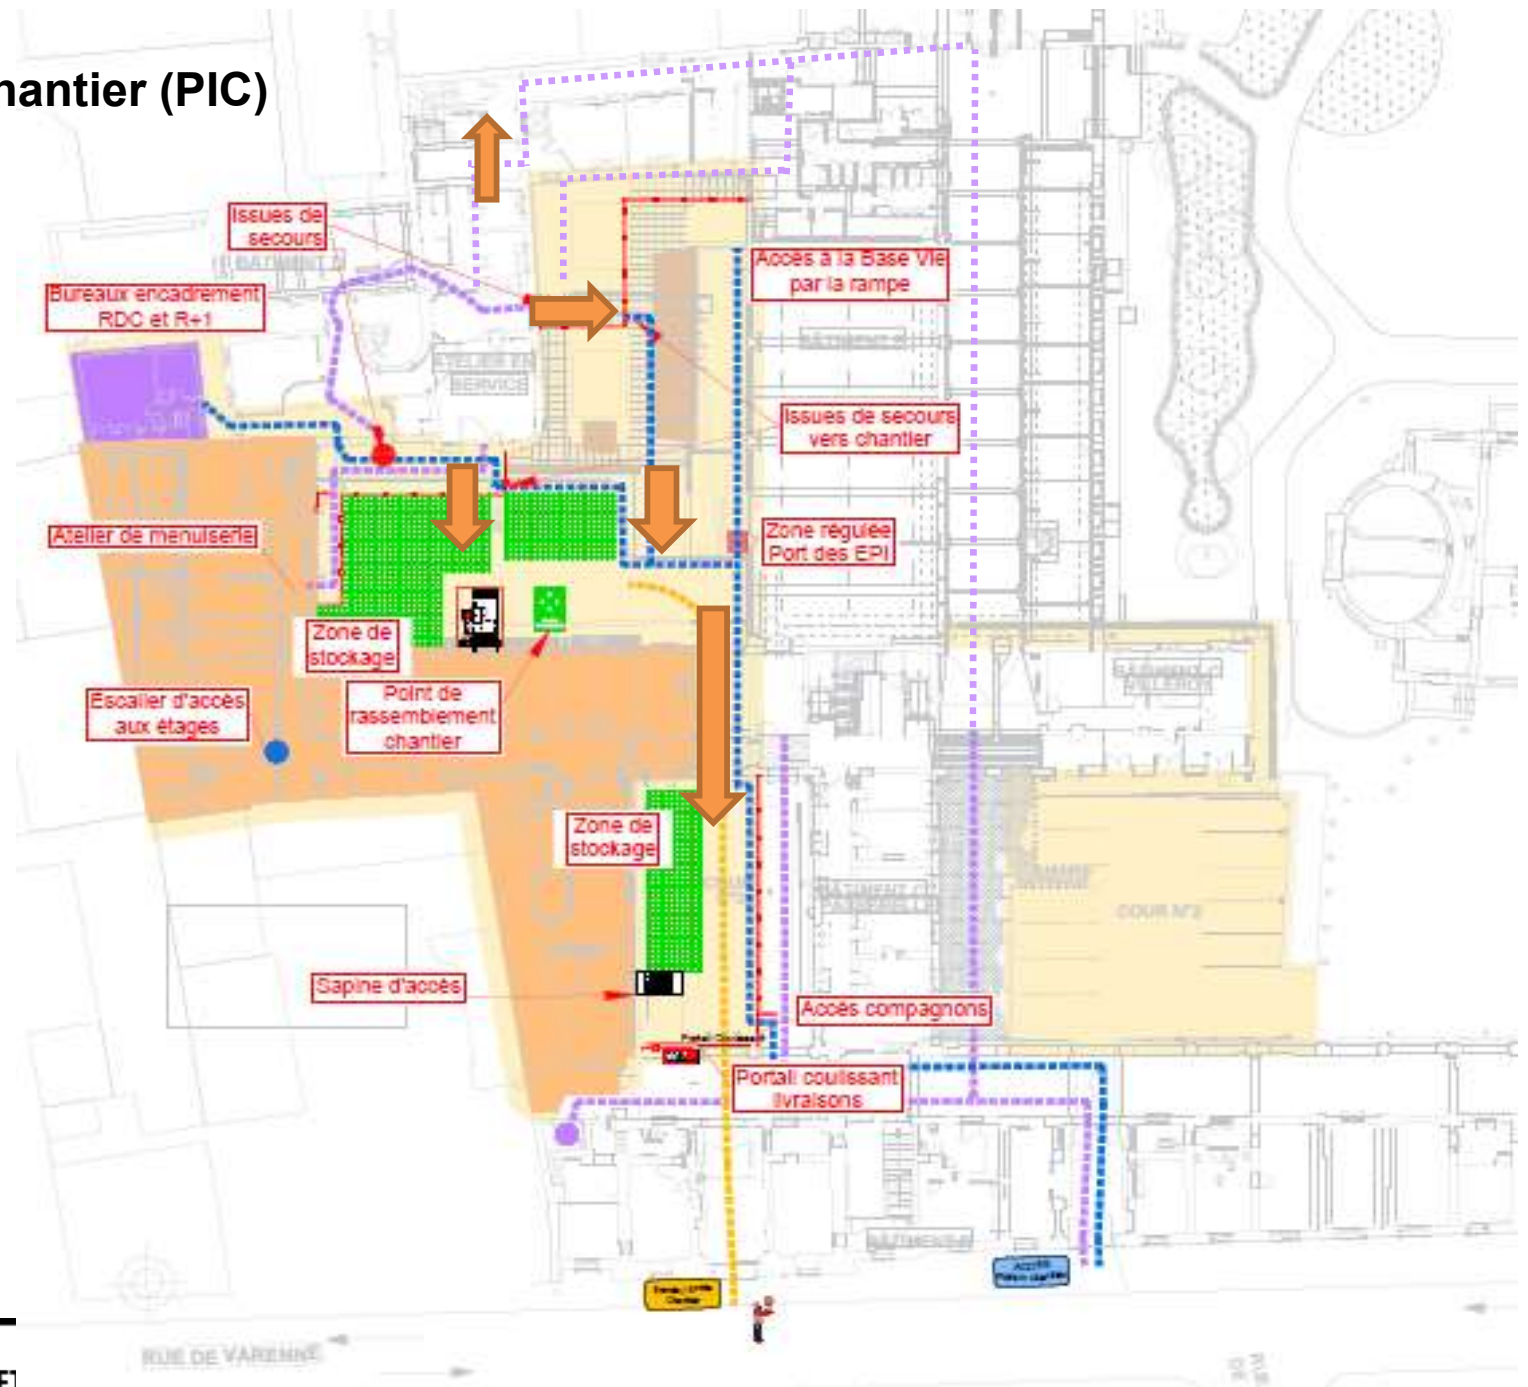 hantier (PIC)
Issues de
secours
BÂTIMENT A
Bureaux encadrement
RDC et R+1
Accès à la Base Vie
par la rampe
SERVICE
Issues de secours
vers chantier
Atelier de menuiserie
Zone régulée
Port des EPI
Zone de
stockage
Point de
rassemblement
chantier
Escalier d'accès
aux étages
Zone de
stockage
COUR N°2
Sapine d'accès
Accès compagnons
Portail coulissant
livraisons
RUE DE VARENNE